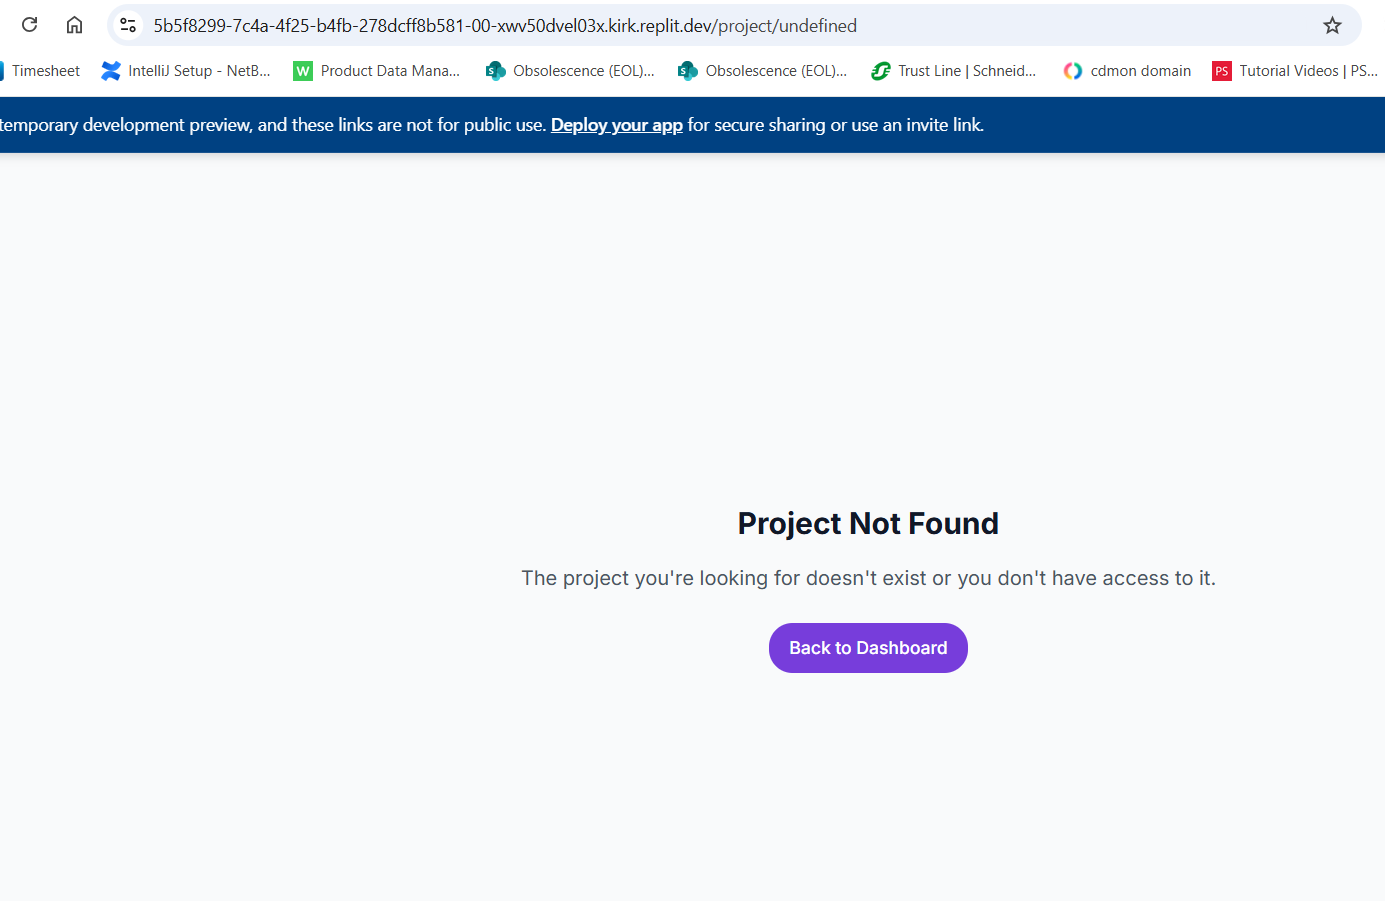 5b5f8299-7c4a-4f25-b4fb-278dcff8b581-00-xwv50dvel03x.kirk.replit.dev/project/undefined
Timesheet IntelliJ Setup - NetB... W Product Data Mana... S Obsolescence (EOL)... S Obsolescence (EOL)... Trust Line | Schneid... cdmon domain PS Tutorial Videos | PS...
temporary development preview, and these links are not for public use. Deploy your app for secure sharing or use an invite link.
Project Not Found
The project you're looking for doesn't exist or you don't have access to it.
Back to Dashboard